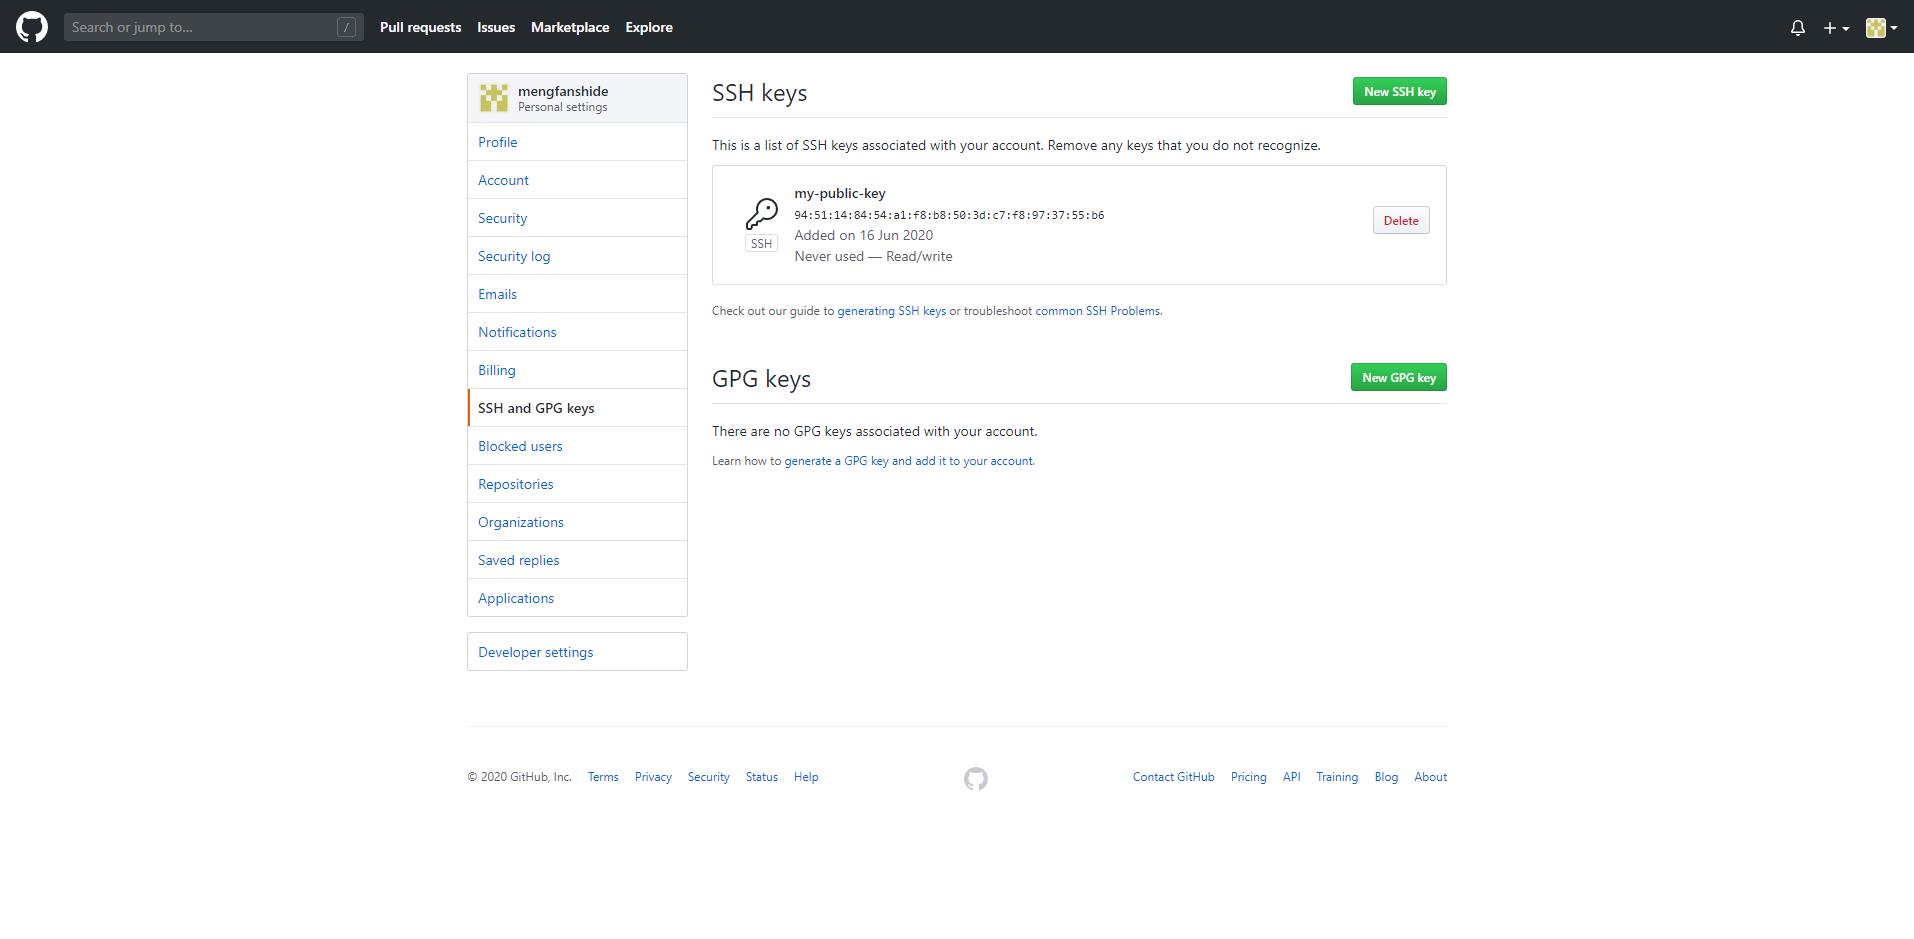 Search or jump to...
/
Pull requests
Issues
Marketplace
Explore
mengfanshide
Personal settings
Profile
Account
Security
Security log
Emails
Notifications
Billing
SSH and GPG keys
Blocked users
Repositories
Organizations
Saved replies
Applications
Developer settings
SSH keys
New SSH key
This is a list of SSH keys associated with your account. Remove any keys that you do not recognize.
SSH
my-public-key
94:51:14:84:54:a1:f8:b8:50:3d:c7:f8:97:37:55:b6
Added on 16 Jun 2020
Never used — Read/write
Delete
Check out our guide to generating SSH keys or troubleshoot common SSH Problems.
GPG keys
New GPG key
There are no GPG keys associated with your account.
Learn how to generate a GPG key and add it to your account.
© 2020 GitHub, Inc.
Terms
Privacy
Security
Status
Help
Contact GitHub
Pricing
API
Training
Blog
About